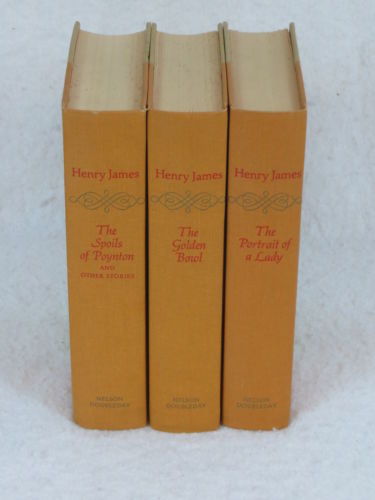 Henry James
The
Spoils
of Poynton
AND
OTHER STORIES
NELSON
DOUBLEDAY
Henry James
The
Golden
Bowl
NELSON
DOUBLEDAY
Henry James
The
Portrait of
a Lady
NELSON
DOUBLEDAY